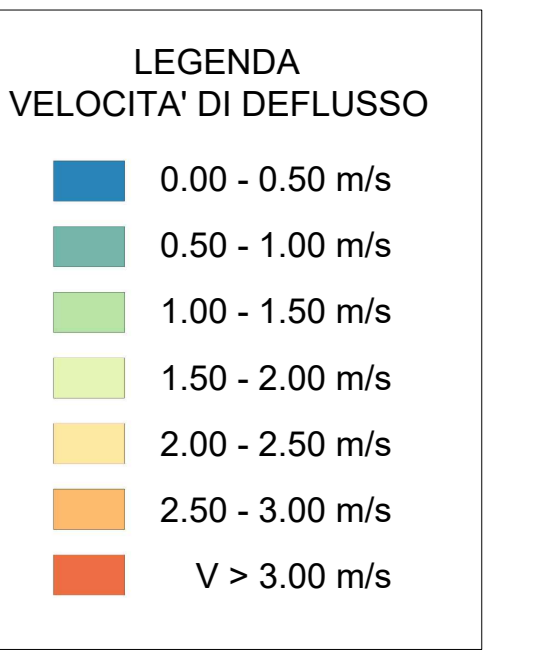 LEGENDA
VELOCITA' DI DEFLUSSO
0.00 - 0.50 m/s
0.50 - 1.00 m/s
1.00 - 1.50 m/s
1.50 - 2.00 m/s
2.00 - 2.50 m/s
2.50 - 3.00 m/s
V > 3.00 m/s